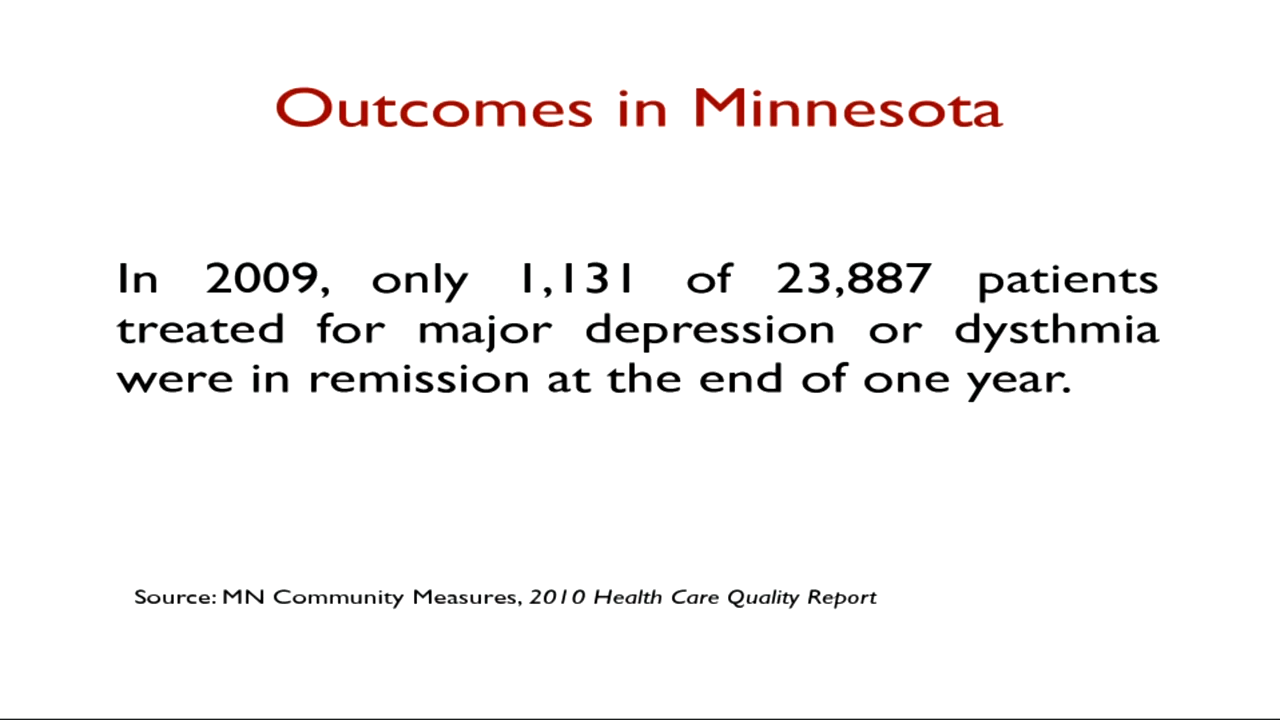 Outcomes in Minnesota
In 2009, only 1,131 of 23,887 patients
treated for major depression or dysthmia
were in remission at the end of one year.
Source: MN Community Measures, 2010 Health Care Quality Report